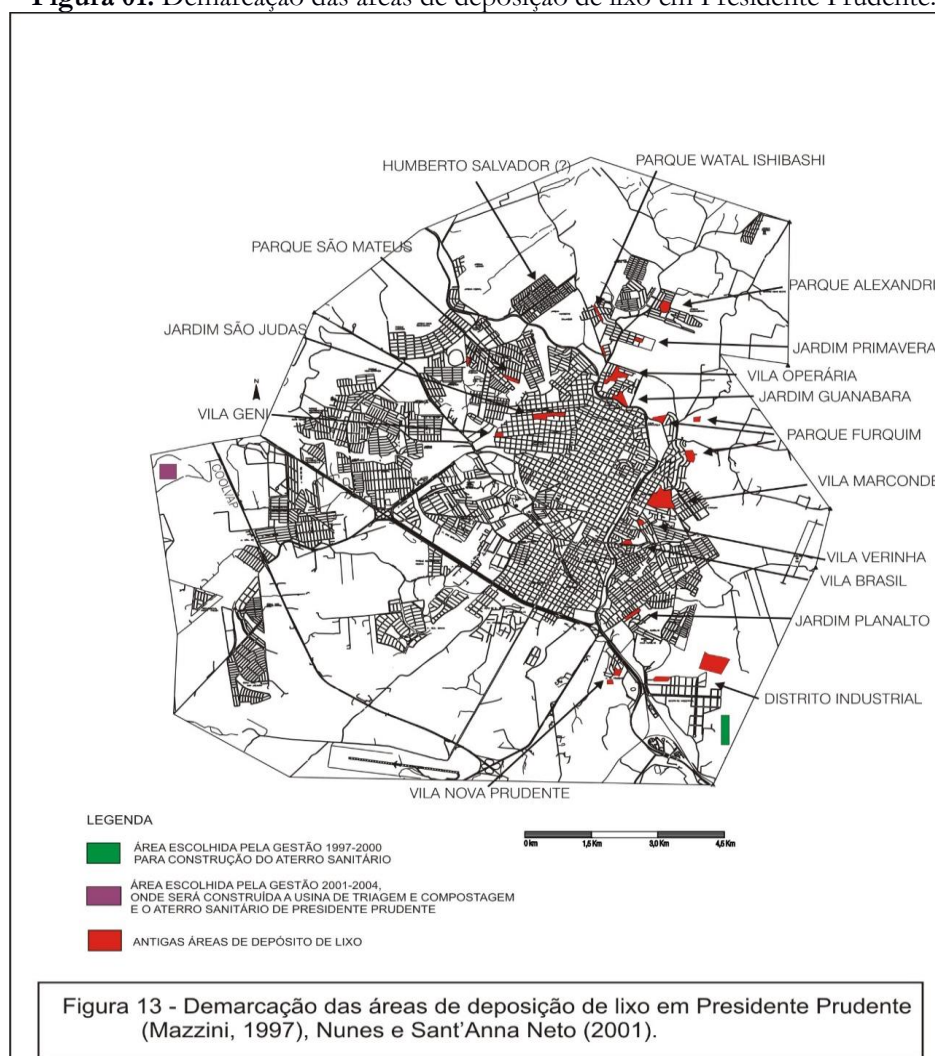 Figura 01. Demarcação das áreas de deposição de lixo em Presidente Prudente.
HUMBERTO SALVADOR (?)
PARQUE WATAL ISHIBASHI
PARQUE SÃO MATEUS
PARQUE ALEXANDRI
JARDIM SÃO JUDAS
JARDIM PRIMAVERA
VILA OPERÁRIA
JARDIM GUANABARA
N
VILA GENI
PARQUE FURQUIM
COOLVAP
VILA MARCONDE
VILA VERINHA
VILA BRASIL
JARDIM PLANALTO
DISTRITO INDUSTRIAL
VILA NOVA PRUDENTE
LEGENDA
0 km 1,5 Km 3,0 Km 4,5 Km
ÁREA ESCOLHIDA PELA GESTÃO 1997-2000
PARA CONSTRUÇÃO DO ATERRO SANITÁRIO
ÁREA ESCOLHIDA PELA GESTÃO 2001-2004,
ONDE SERÁ CONSTRUÍDA A USINA DE TRIAGEM E COMPOSTAGEM
E O ATERRO SANITÁRIO DE PRESIDENTE PRUDENTE
ANTIGAS ÁREAS DE DEPÓSITO DE LIXO
Figura 13 - Demarcação das áreas de deposição de lixo em Presidente Prudente
(Mazzini, 1997), Nunes e Sant'Anna Neto (2001).